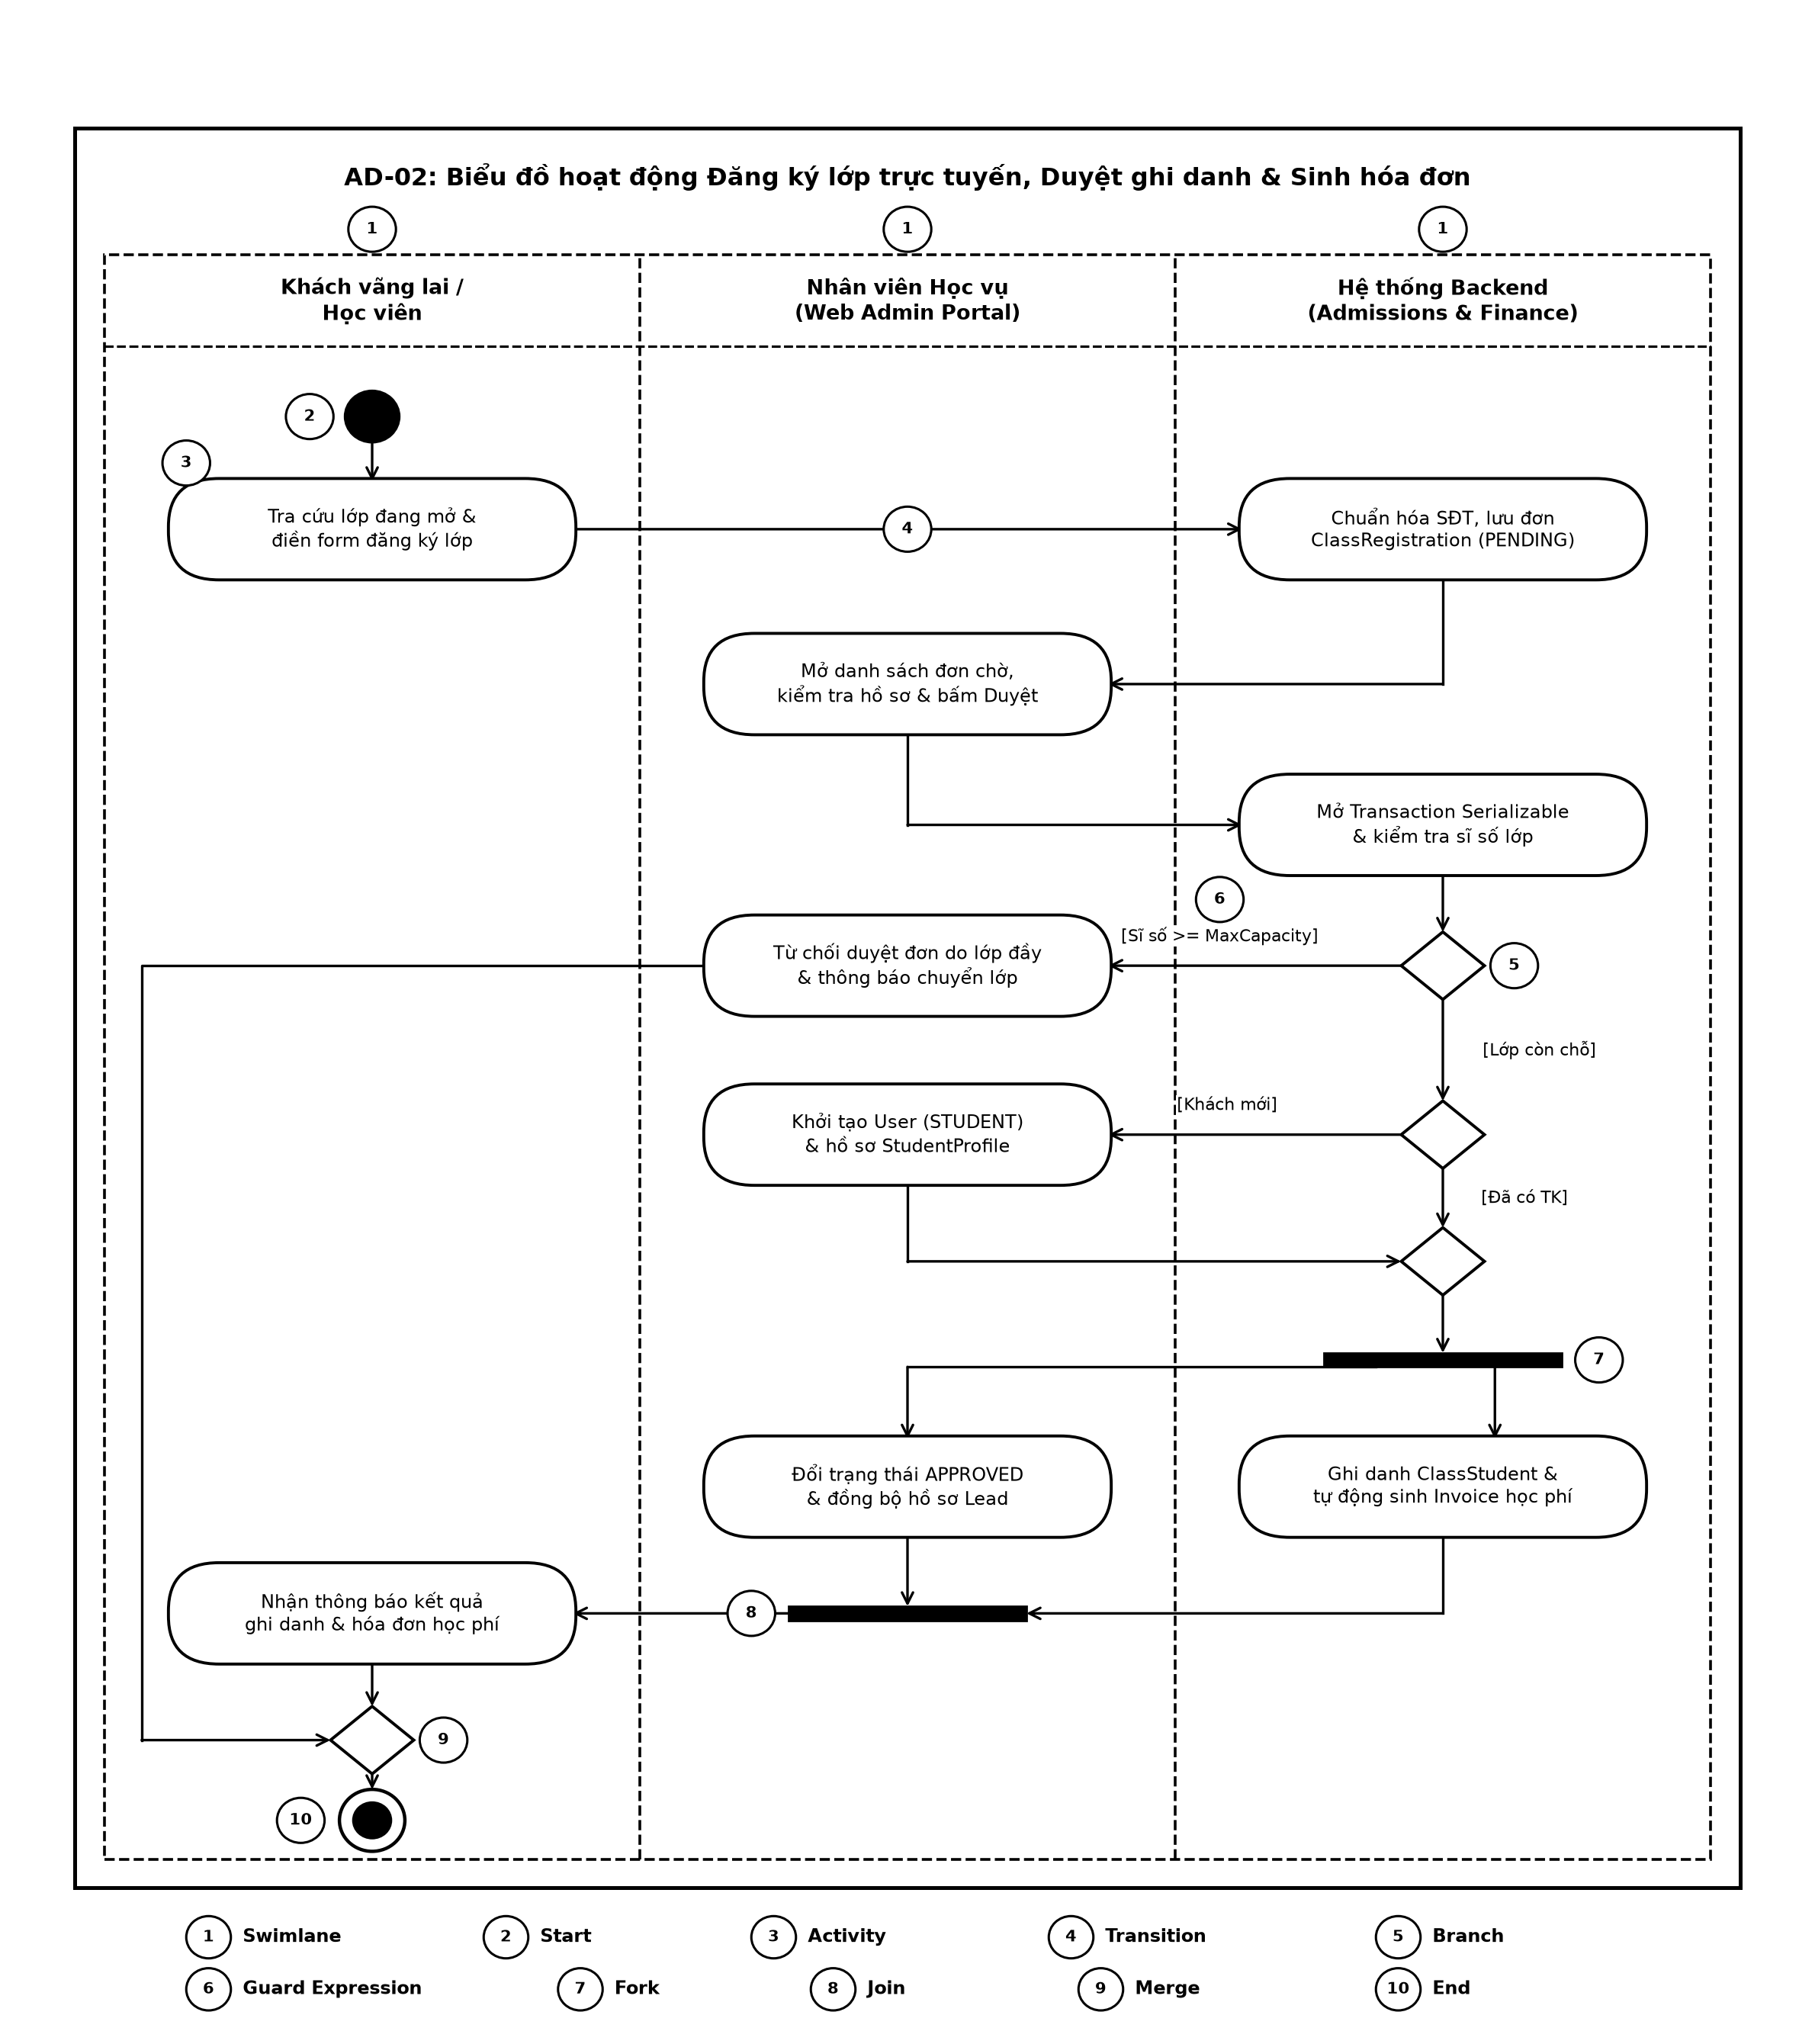 AD-02: Biểu đồ hoạt động Đăng ký lớp trực tuyến, Duyệt ghi danh & Sinh hóa đơn
1
1
1
Khách vãng lai /
Học viên
Nhân viên Học vụ
(Web Admin Portal)
Hệ thống Backend
(Admissions & Finance)
2
3
Tra cứu lớp đang mở &
điền form đăng ký lớp
4
Chuẩn hóa SĐT, lưu đơn
ClassRegistration (PENDING)
Mở danh sách đơn chờ,
kiểm tra hồ sơ & bấm Duyệt
Mở Transaction Serializable
& kiểm tra sĩ số lớp
6
[Sĩ số >= MaxCapacity]
Từ chối duyệt đơn do lớp đầy
& thông báo chuyển lớp
5
[Lớp còn chỗ]
[Khách mới]
Khởi tạo User (STUDENT)
& hồ sơ StudentProfile
[Đã có TK]
7
Đổi trạng thái APPROVED
& đồng bộ hồ sơ Lead
Ghi danh ClassStudent &
tự động sinh Invoice học phí
Nhận thông báo kết quả
ghi danh & hóa đơn học phí
8
9
10
1 Swimlane
2 Start
3 Activity
4 Transition
5 Branch
6 Guard Expression
7 Fork
8 Join
9 Merge
10 End